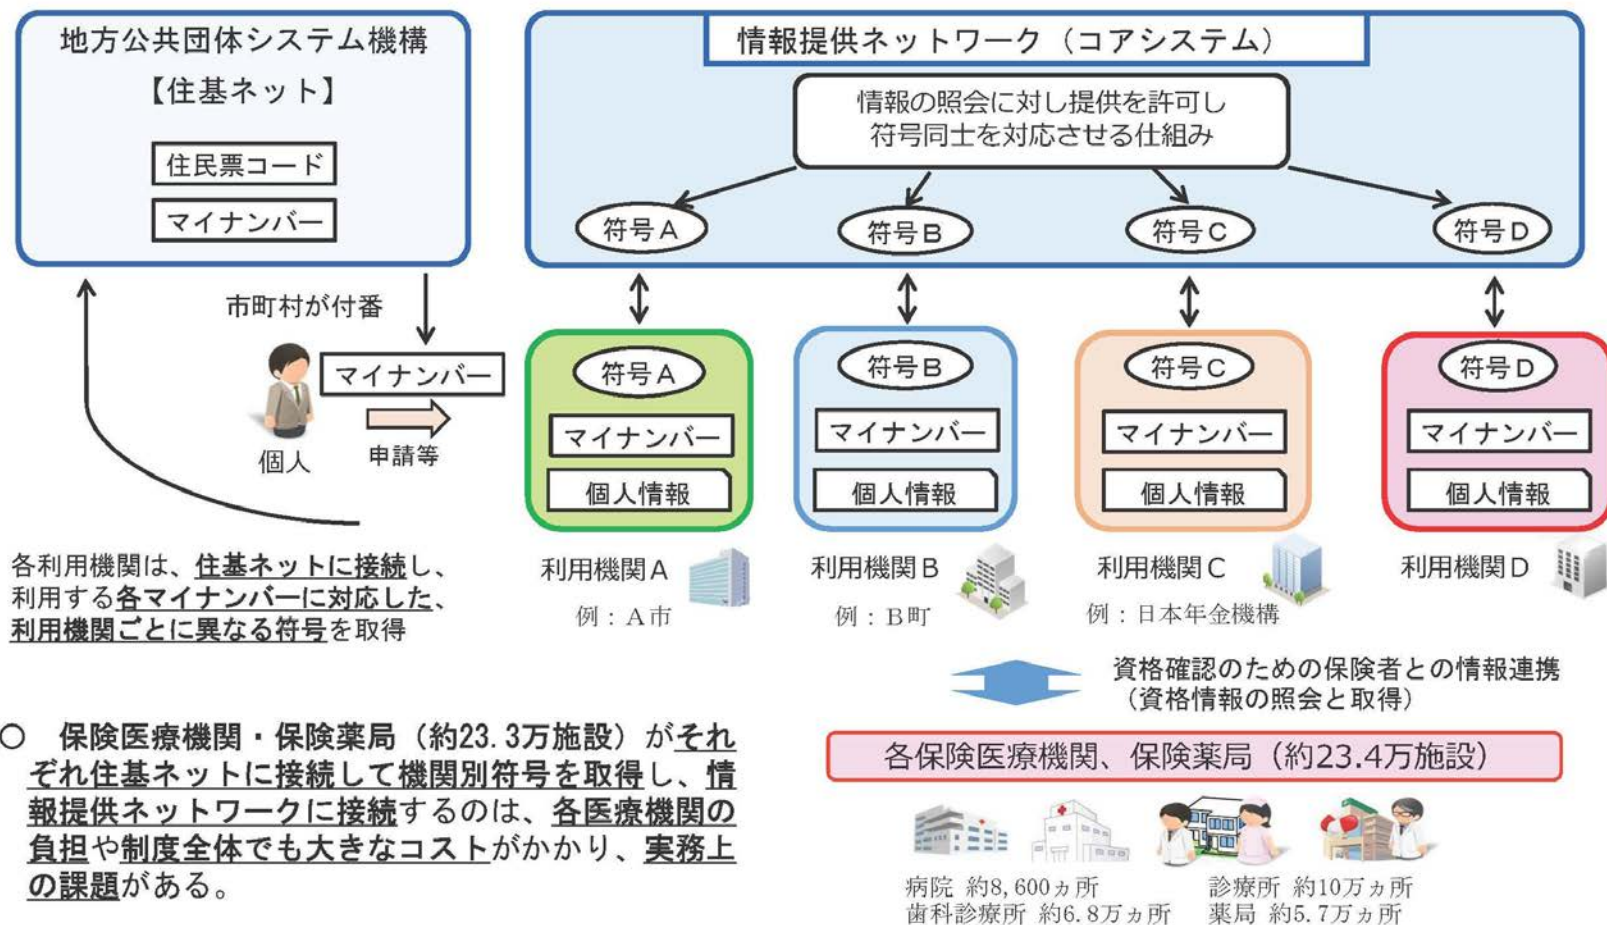 地方公共団体システム機構
【住基ネット】
住民票コード
マイナンバー
情報提供ネットワーク（コアシステム）
情報の照会に対し提供を許可し
符号同士を対応させる仕組み
符号A
符号B
符号C
符号D
市町村が付番
マイナンバー
個人
申請等
符号A
マイナンバー
個人情報
符号B
マイナンバー
個人情報
符号C
マイナンバー
個人情報
符号D
マイナンバー
個人情報
利用機関A
例：A市
利用機関B
例：B町
利用機関C
例：日本年金機構
利用機関D
各利用機関は、住基ネットに接続し、
利用する各マイナンバーに対応した、
利用機関ごとに異なる符号を取得
資格確認のための保険者との情報連携
（資格情報の照会と取得）
○　保険医療機関・保険薬局（約23.3万施設）がそれ
ぞれ住基ネットに接続して機関別符号を取得し、情
報提供ネットワークに接続するのは、各医療機関の
負担や制度全体でも大きなコストがかかり、実務上
の課題がある。
各保険医療機関、保険薬局（約23.4万施設）
病院 約8,600ヵ所
診療所 約10万ヵ所
歯科診療所 約6.8万ヵ所
薬局 約5.7万ヵ所